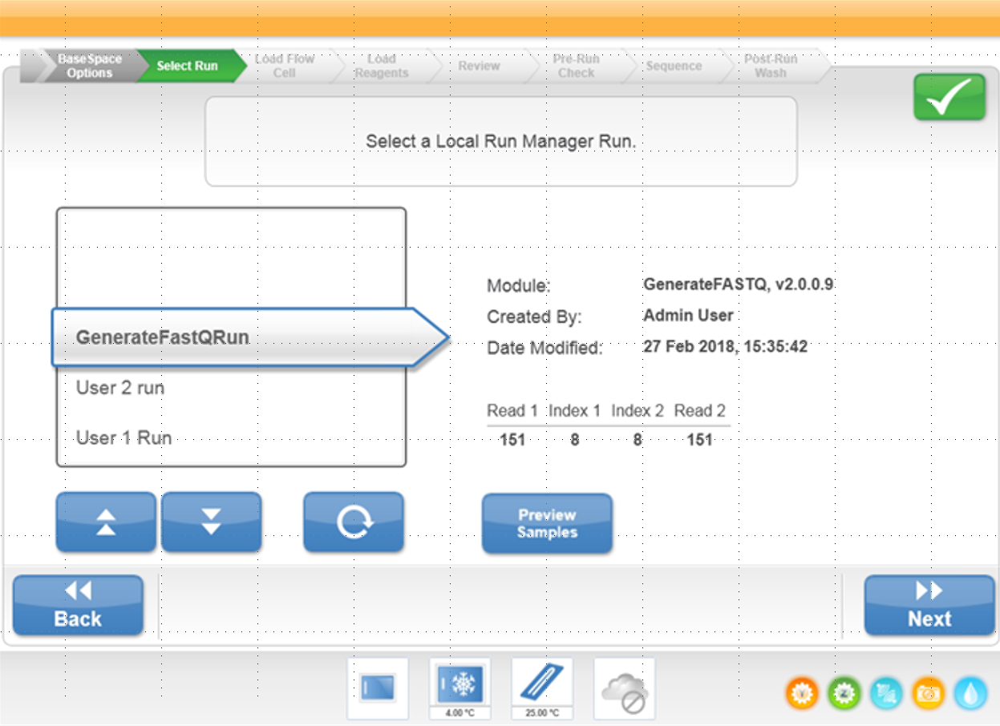 BaseSpace Options
Select Run
Load Flow Cell
Load Reagents
Review
Pre-Run Check
Sequence
Post-Run Wash
Select a Local Run Manager Run.
GenerateFastQRun
User 2 run
User 1 Run
Module: GenerateFASTQ, v2.0.0.9
Created By: Admin User
Date Modified: 27 Feb 2018, 15:35:42
Read 1 Index 1 Index 2 Read 2
151 8 8 151
Preview
Samples
Back
Next
4.00 °C
25.00 °C
Y
Z